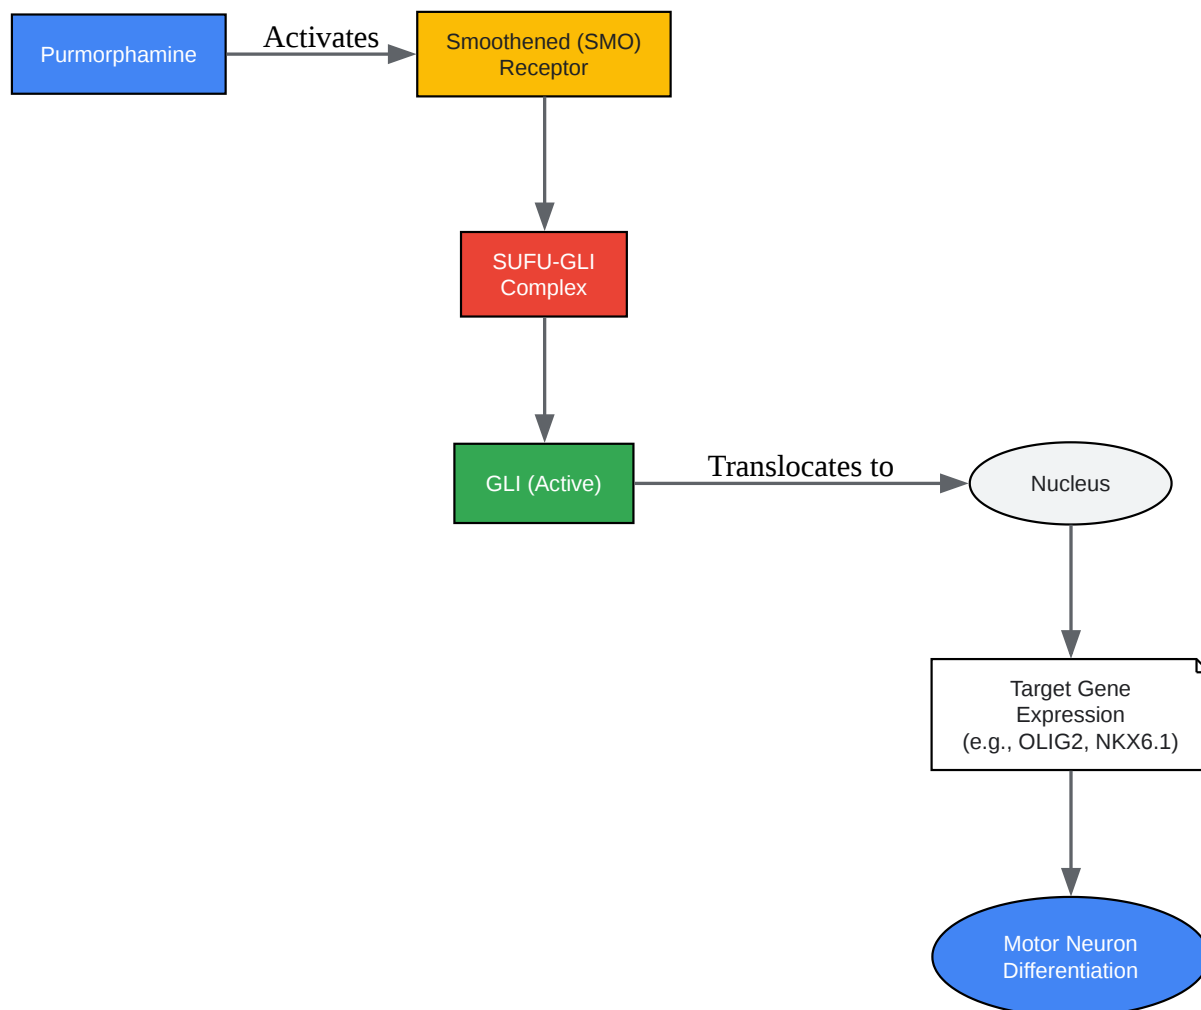 Purmorphamine
Activates
Smoothened (SMO)
Receptor
SUFU-GLI
Complex
GLI (Active)
Translocates to
Nucleus
Target Gene
Expression
(e.g., OLIG2, NKX6.1)
Motor Neuron
Differentiation